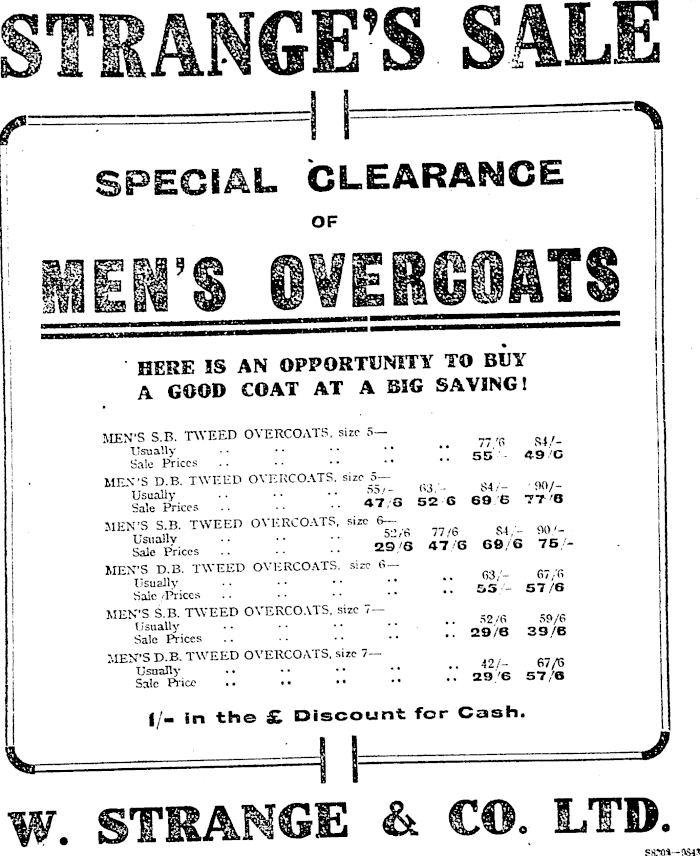 STRANGE'S SALE
SPECIAL CLEARANCE
OF
MEN'S OVERCOATS
HERE IS AN OPPORTUNITY TO BUY
A GOOD COAT AT A BIG SAVING!
MEN'S S.B. TWEED OVERCOATS, size 5—
Usually .. .. .. .. .. 77/6 84/-
Sale Prices .. .. .. .. .. 55/- 49/6
MEN'S D.B. TWEED OVERCOATS, size 5—
Usually .. .. .. 55/- 63/- 84/- 90/-
Sale Prices .. .. .. 47/6 52/6 69/6 77/6
MEN'S S.B. TWEED OVERCOATS, size 6—
Usually .. .. .. 52/6 77/6 84/- 90/-
Sale Prices .. .. .. 29/6 47/6 69/6 75/-
MEN'S D.B. TWEED OVERCOATS, size 6—
Usually .. .. .. .. .. 63/- 67/6
Sale Prices .. .. .. .. .. 55/- 57/6
MEN'S S.B. TWEED OVERCOATS, size 7—
Usually .. .. .. .. .. 52/6 59/6
Sale Prices .. .. .. .. .. 29/6 39/6
MEN'S D.B. TWEED OVERCOATS, size 7—
Usually .. .. .. .. .. 42/- 67/6
Sale Price .. .. .. .. .. 29/6 57/6
1/- in the £ Discount for Cash.
W. STRANGE & CO. LTD.